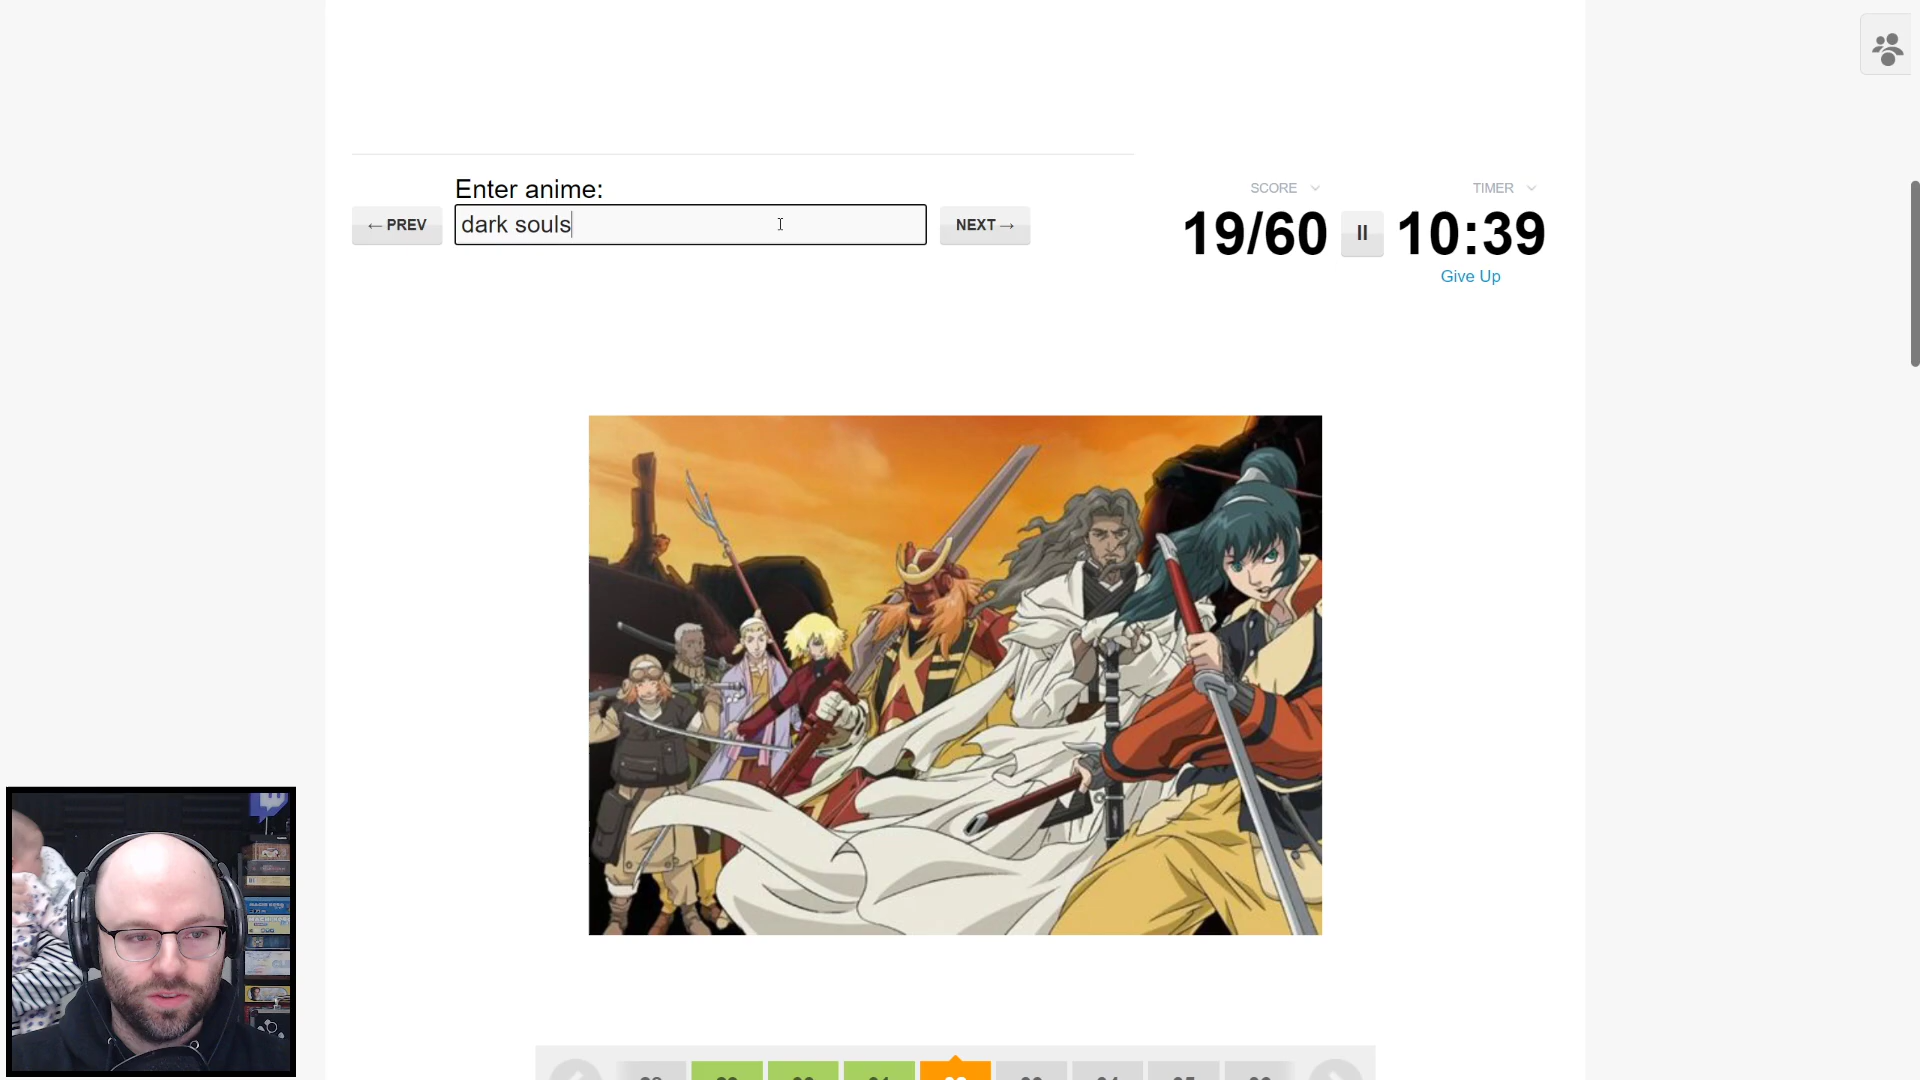 Enter anime:
← PREV
dark souls
NEXT →
SCORE
19/60
TIMER
10:39
Give Up